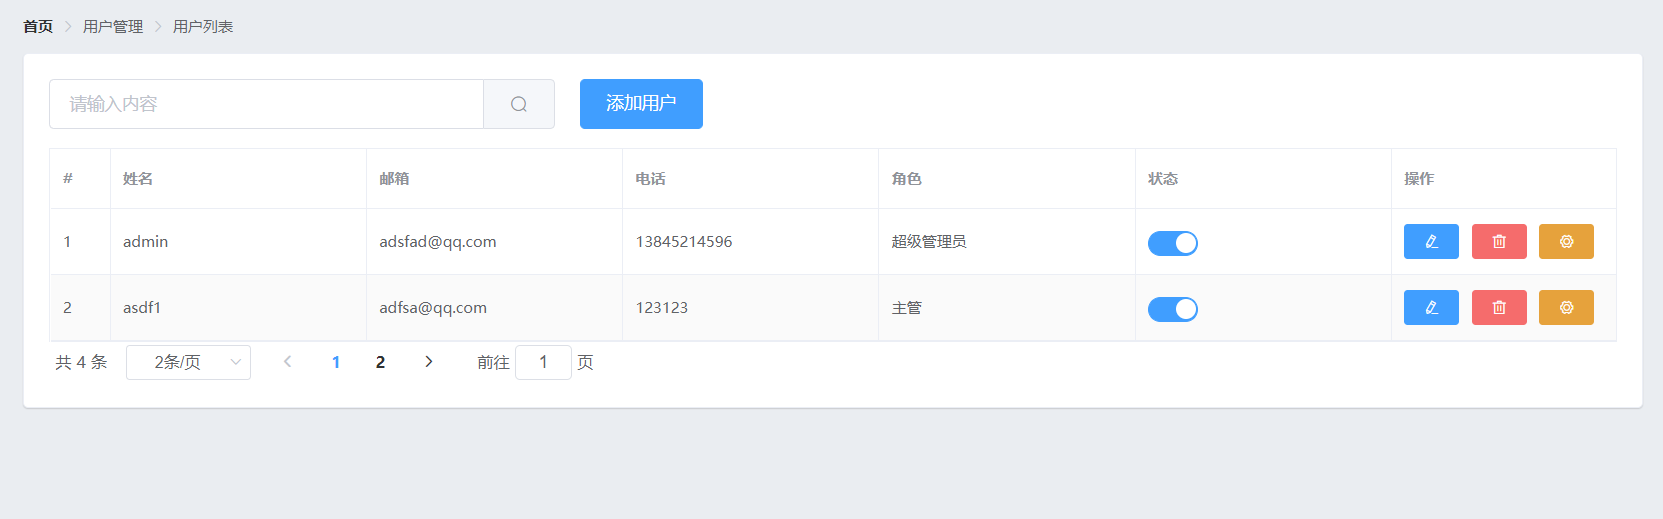 首页 > 用户管理 > 用户列表
请输入内容 添加用户
# 姓名 邮箱 电话 角色 状态 操作
1 admin adsfad@qq.com 13845214596 超级管理员
2 asdf1 adfsa@qq.com 123123 主管
共 4 条 2条/页 < 1 2 > 前往 1 页